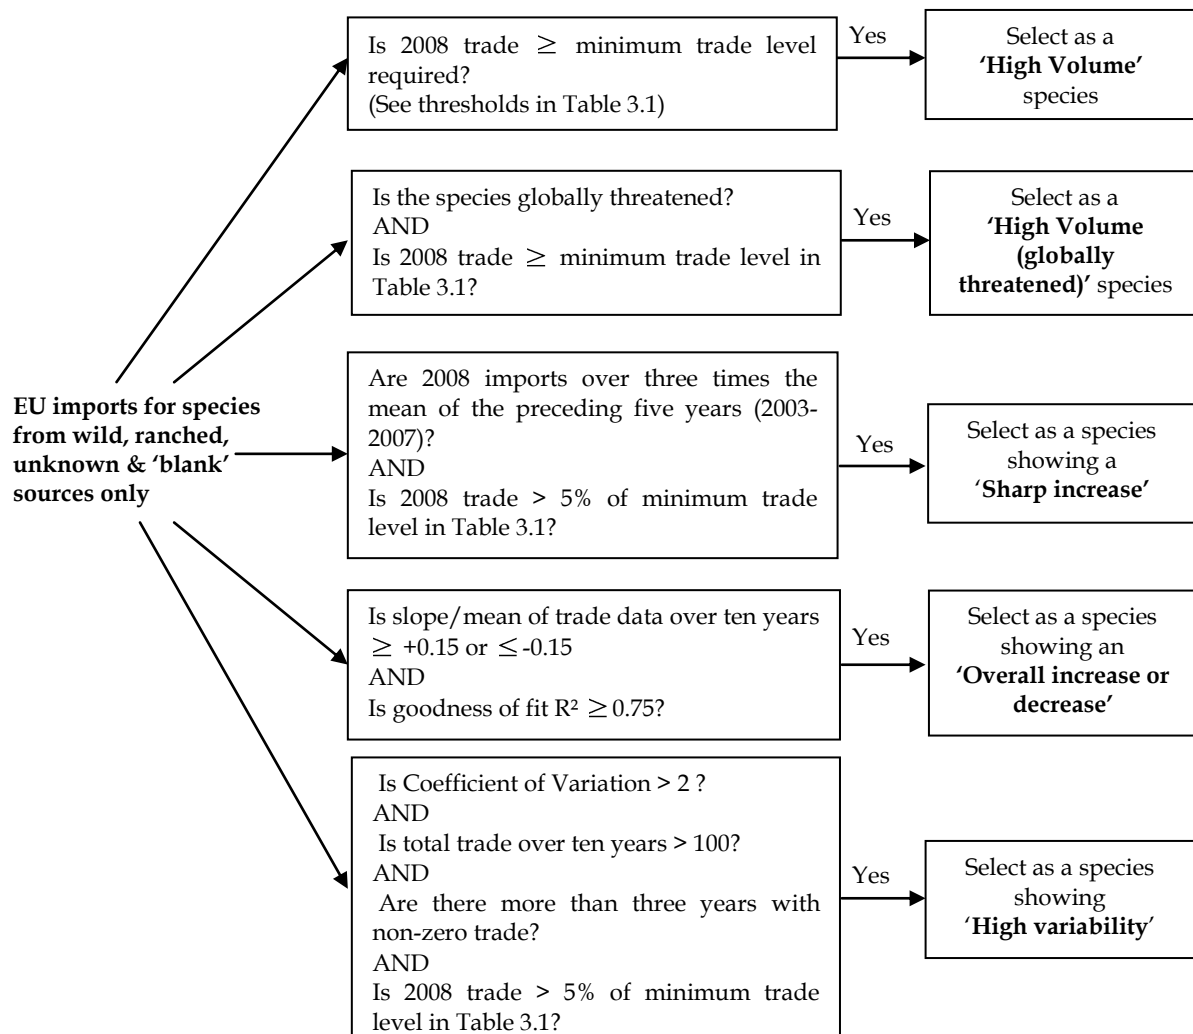 Is 2008 trade ≥ minimum trade level
required?
(See thresholds in Table 3.1)
Yes
Select as a
‘High Volume’
species
Is the species globally threatened?
AND
Is 2008 trade ≥ minimum trade level in
Table 3.1?
Yes
Select as a
‘High Volume
(globally
threatened)’ species
EU imports for species
from wild, ranched,
unknown & ‘blank’
sources only
Are 2008 imports over three times the
mean of the preceding five years (2003-
2007)?
AND
Is 2008 trade > 5% of minimum trade
level in Table 3.1?
Yes
Select as a species
showing a
‘Sharp increase’
Is slope/mean of trade data over ten years
≥ +0.15 or ≤ -0.15
AND
Is goodness of fit R² ≥ 0.75?
Yes
Select as a species
showing an
‘Overall increase or
decrease’
Is Coefficient of Variation > 2 ?
AND
Is total trade over ten years > 100?
AND
Are there more than three years with
non-zero trade?
AND
Is 2008 trade > 5% of minimum trade
level in Table 3.1?
Yes
Select as a species
showing
‘High variability’